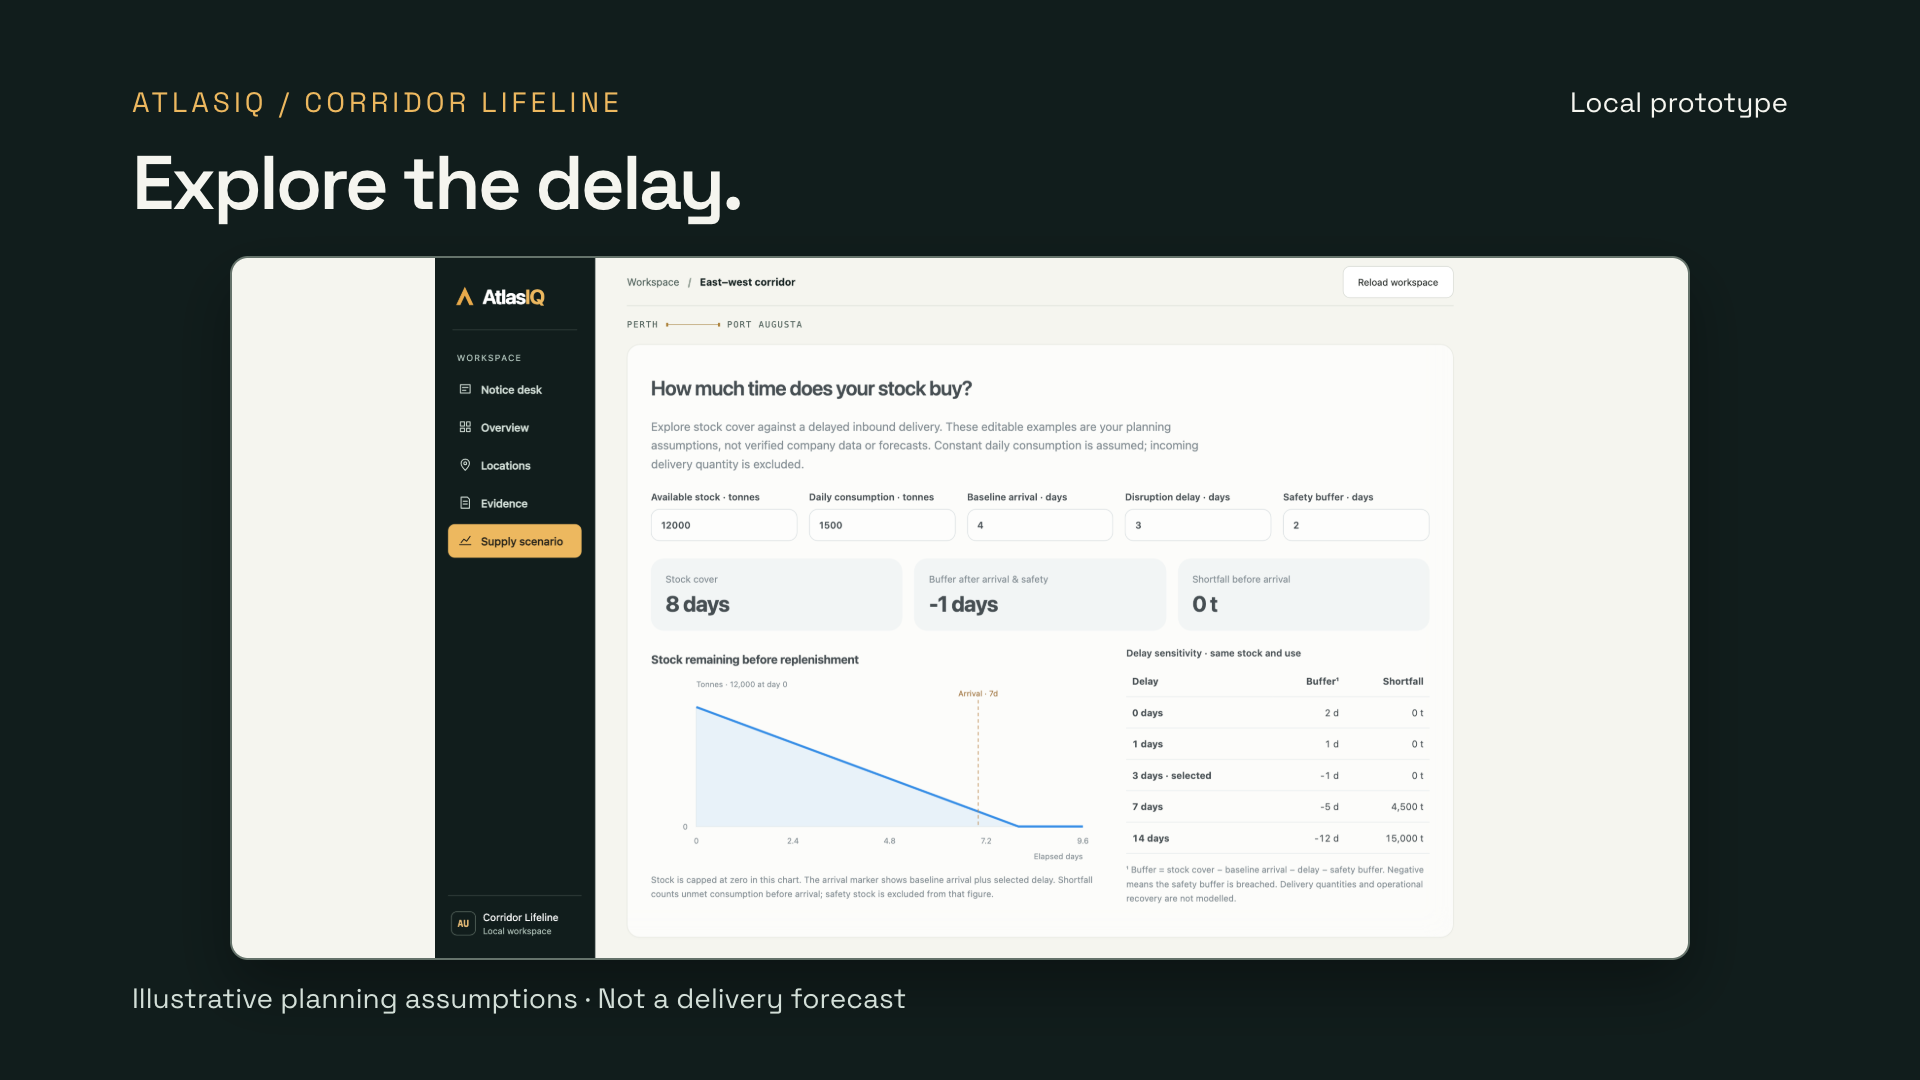 ATLASIQ / CORRIDOR LIFELINE
Local prototype
Explore the delay.
AtlasIQ
WORKSPACE
Notice desk
Overview
Locations
Evidence
Supply scenario
AU
Corridor Lifeline
Local workspace
Workspace / East–west corridor
Reload workspace
PERTH PORT AUGUSTA
How much time does your stock buy?
Explore stock cover against a delayed inbound delivery. These editable examples are your planning
assumptions, not verified company data or forecasts. Constant daily consumption is assumed; incoming
delivery quantity is excluded.
Available stock · tonnes
12000
Daily consumption · tonnes
1500
Baseline arrival · days
4
Disruption delay · days
3
Safety buffer · days
2
Stock cover
8 days
Buffer after arrival & safety
-1 days
Shortfall before arrival
0 t
Stock remaining before replenishment
Tonnes · 12,000 at day 0
Arrival · 7d
0
0 2.4 4.8 7.2 9.6
Elapsed days
Stock is capped at zero in this chart. The arrival marker shows baseline arrival plus selected delay. Shortfall
counts unmet consumption before arrival; safety stock is excluded from that figure.
Delay sensitivity · same stock and use
Delay Buffer¹ Shortfall
0 days 2 d 0 t
1 days 1 d 0 t
3 days · selected -1 d 0 t
7 days -5 d 4,500 t
14 days -12 d 15,000 t
¹ Buffer = stock cover − baseline arrival − delay − safety buffer. Negative
means the safety buffer is breached. Delivery quantities and operational
recovery are not modelled.
Illustrative planning assumptions · Not a delivery forecast